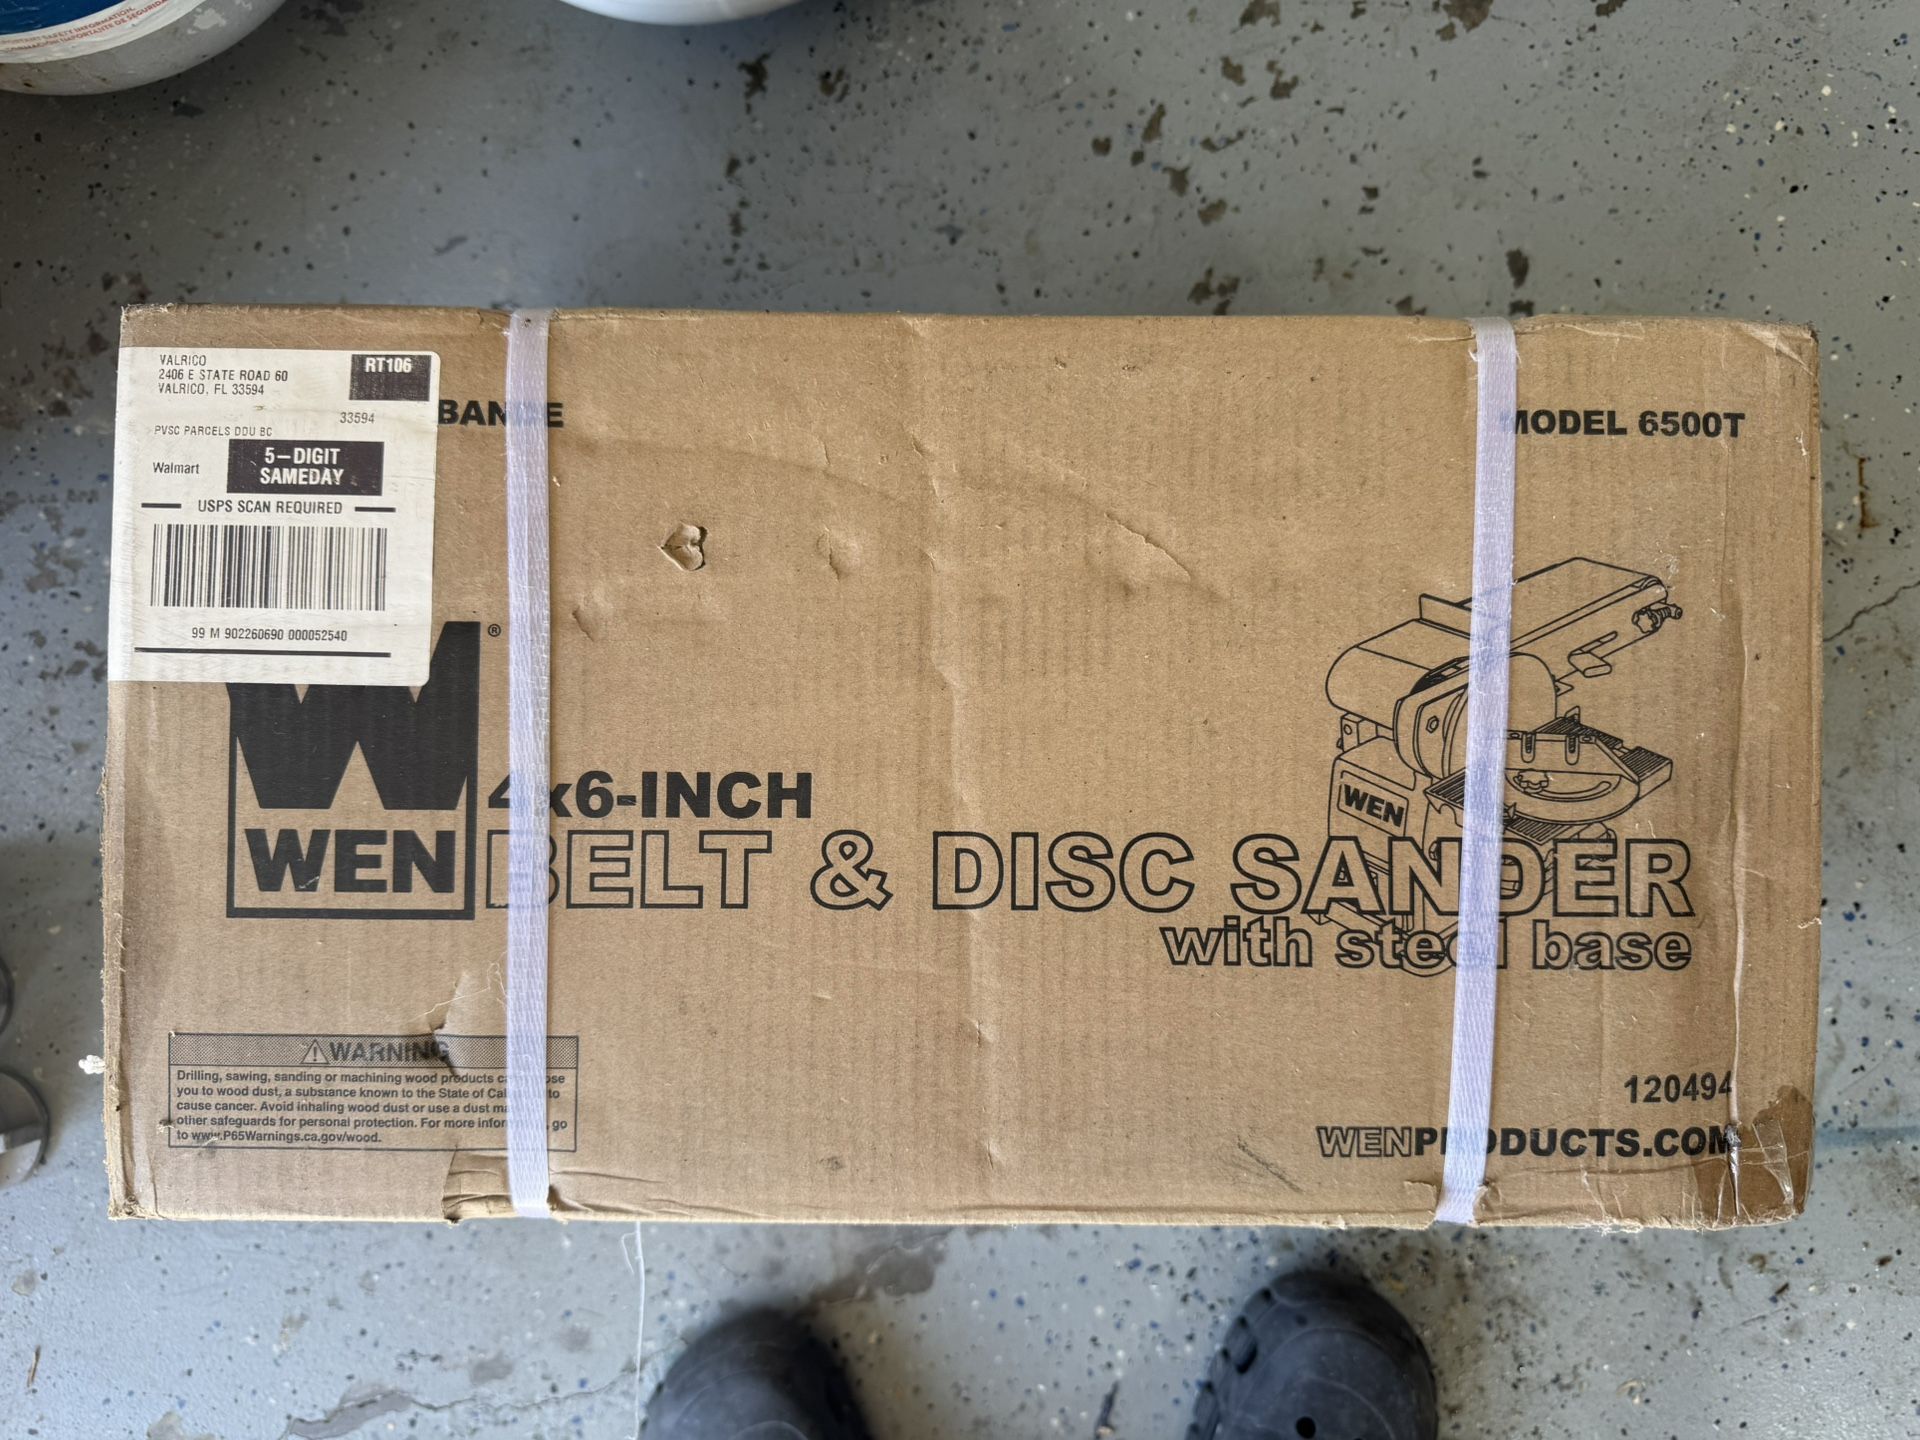 VALRICO
2406 E STATE ROAD 60
VALRICO, FL 33594
RT106
33594
PVSC PARCELS DDU BC
Walmart
5-DIGIT
SAMEDAY
USPS SCAN REQUIRED
99 M 902260690 000052540
MODEL 6500T
®
WEN
4x6-INCH
BELT & DISC SANDER
with steel base
WEN
⚠WARNING
Drilling, sawing, sanding or machining wood products
you to wood dust, a substance known to the State of to
cause cancer. Avoid inhaling wood dust or use a dust
other safeguards for personal protection. For more go
to www.P65Warnings.ca.gov/wood.
120494
WENPRODUCTS.COM